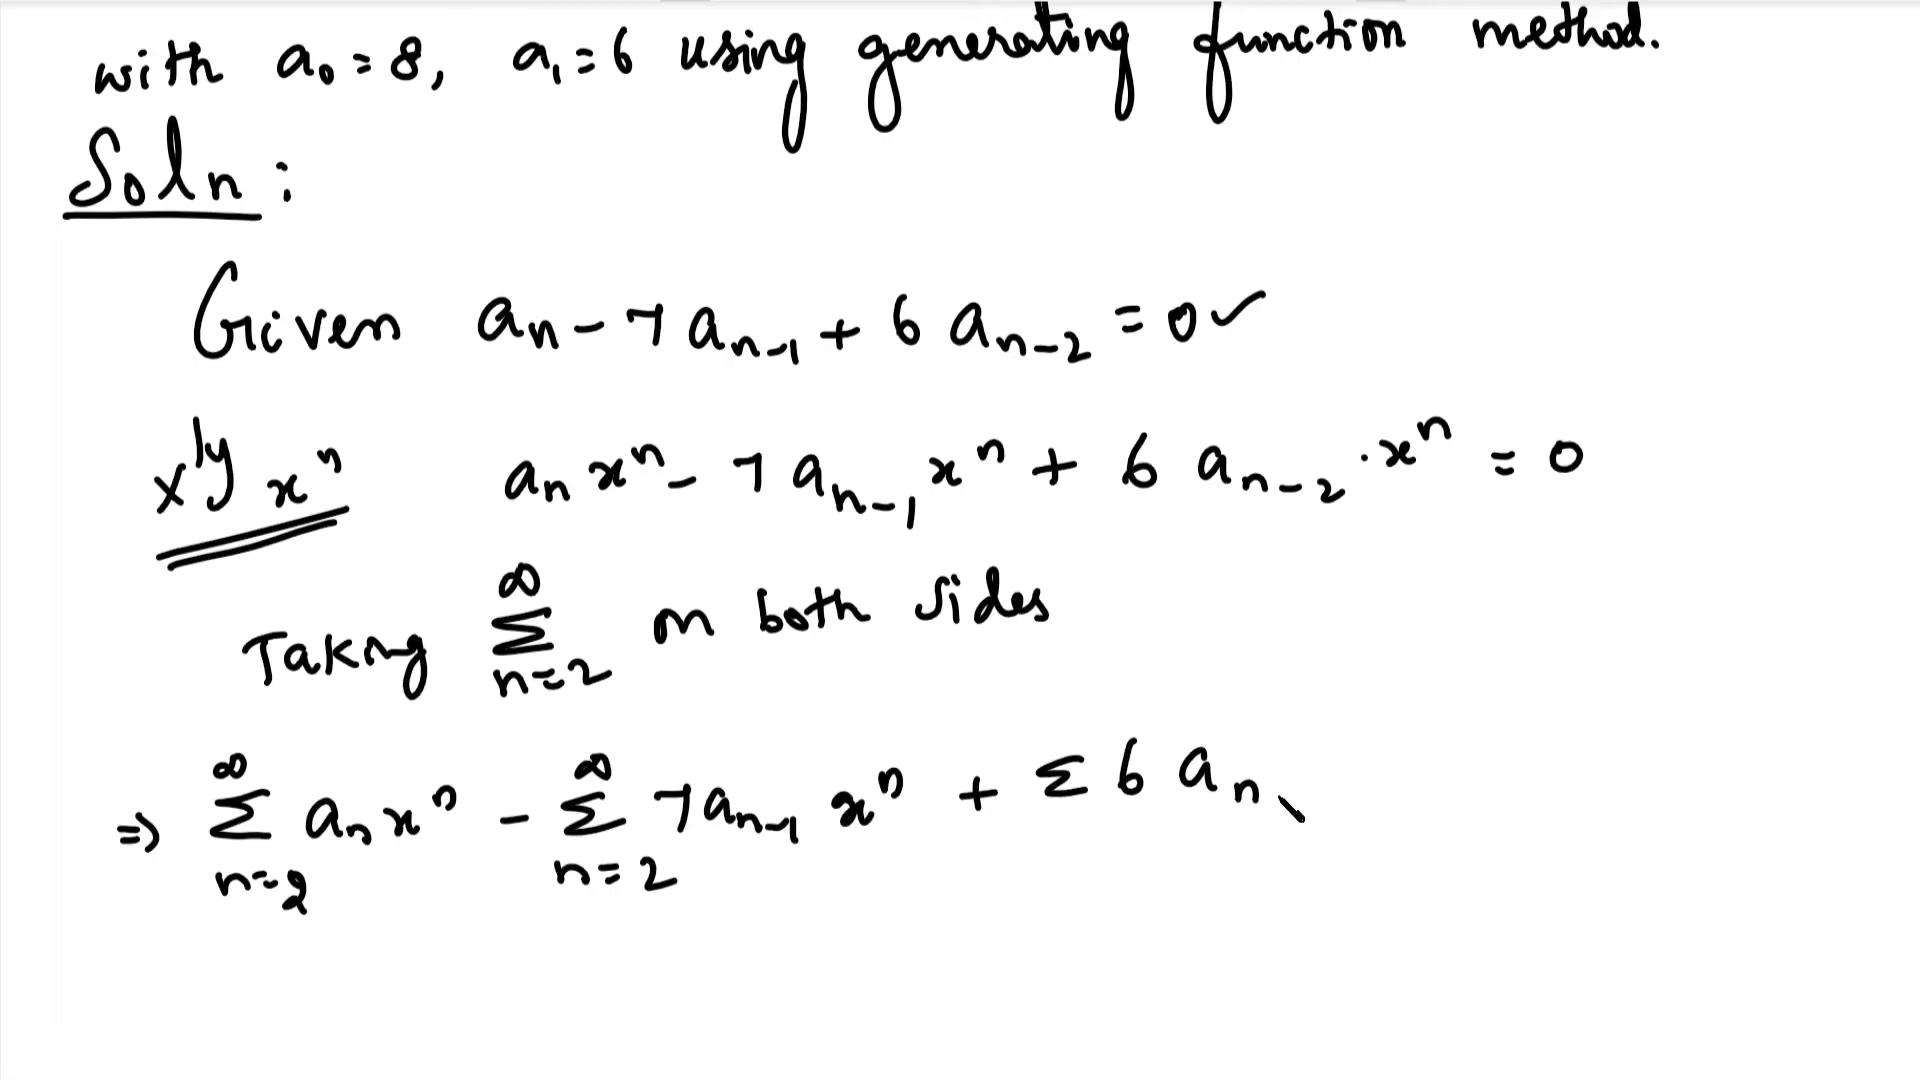 with a₀ = 8, a₁ = 6 using generating function method.
Soln :
Given aₙ - 7 aₙ₋₁ + 6 aₙ₋₂ = 0 ✓
x'ly xⁿ aₙ xⁿ - 7 aₙ₋₁ xⁿ + 6 aₙ₋₂ · xⁿ = 0
Taking ∞ Σ n=2 on both sides
⇒ ∞ Σ n=2 aₙ xⁿ - ∞ Σ n=2 7aₙ₋₁ xⁿ + Σ 6 aₙ